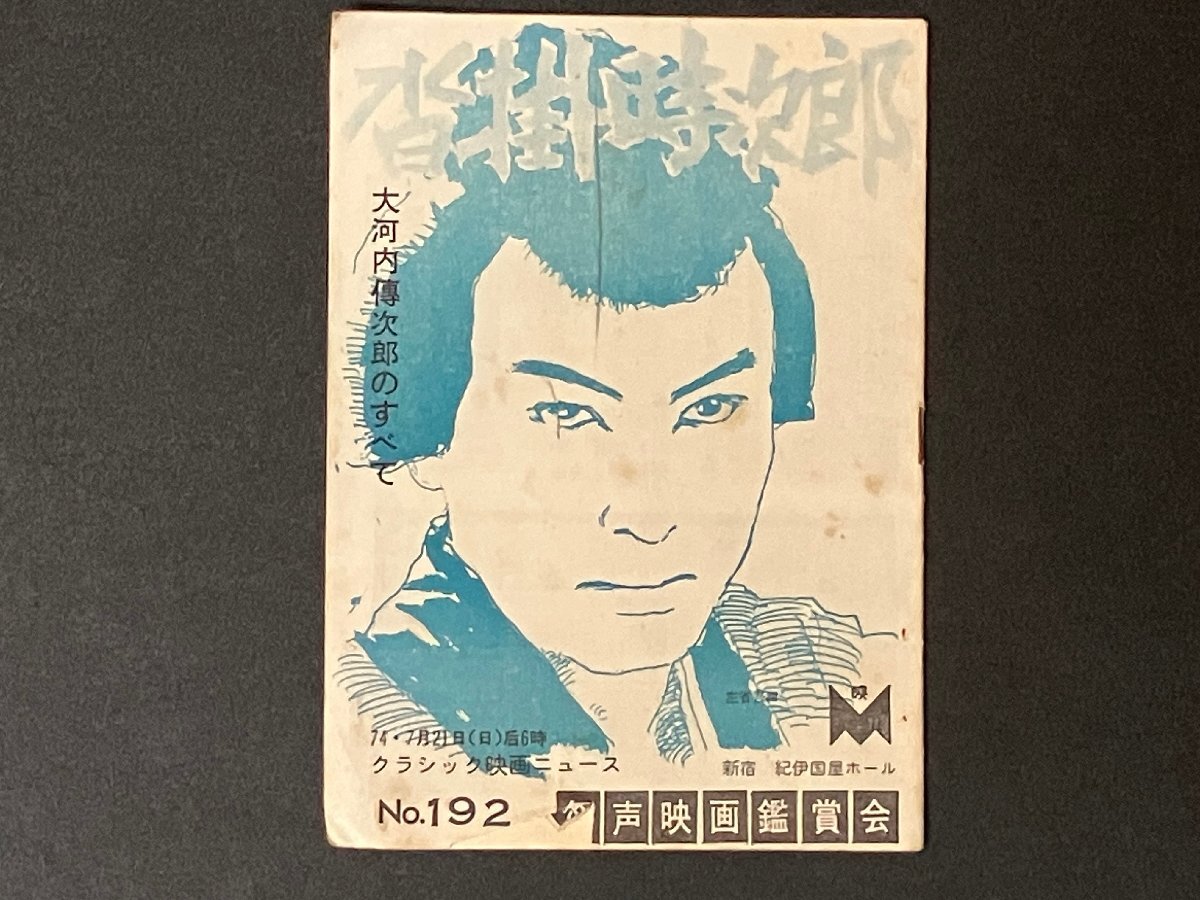 沓掛時次郎
大河内傳次郎のすべて
映
74・7月21日(日)后6時
クラシック映画ニュース
新宿 紀伊国屋ホール
No.192
声映画鑑賞会